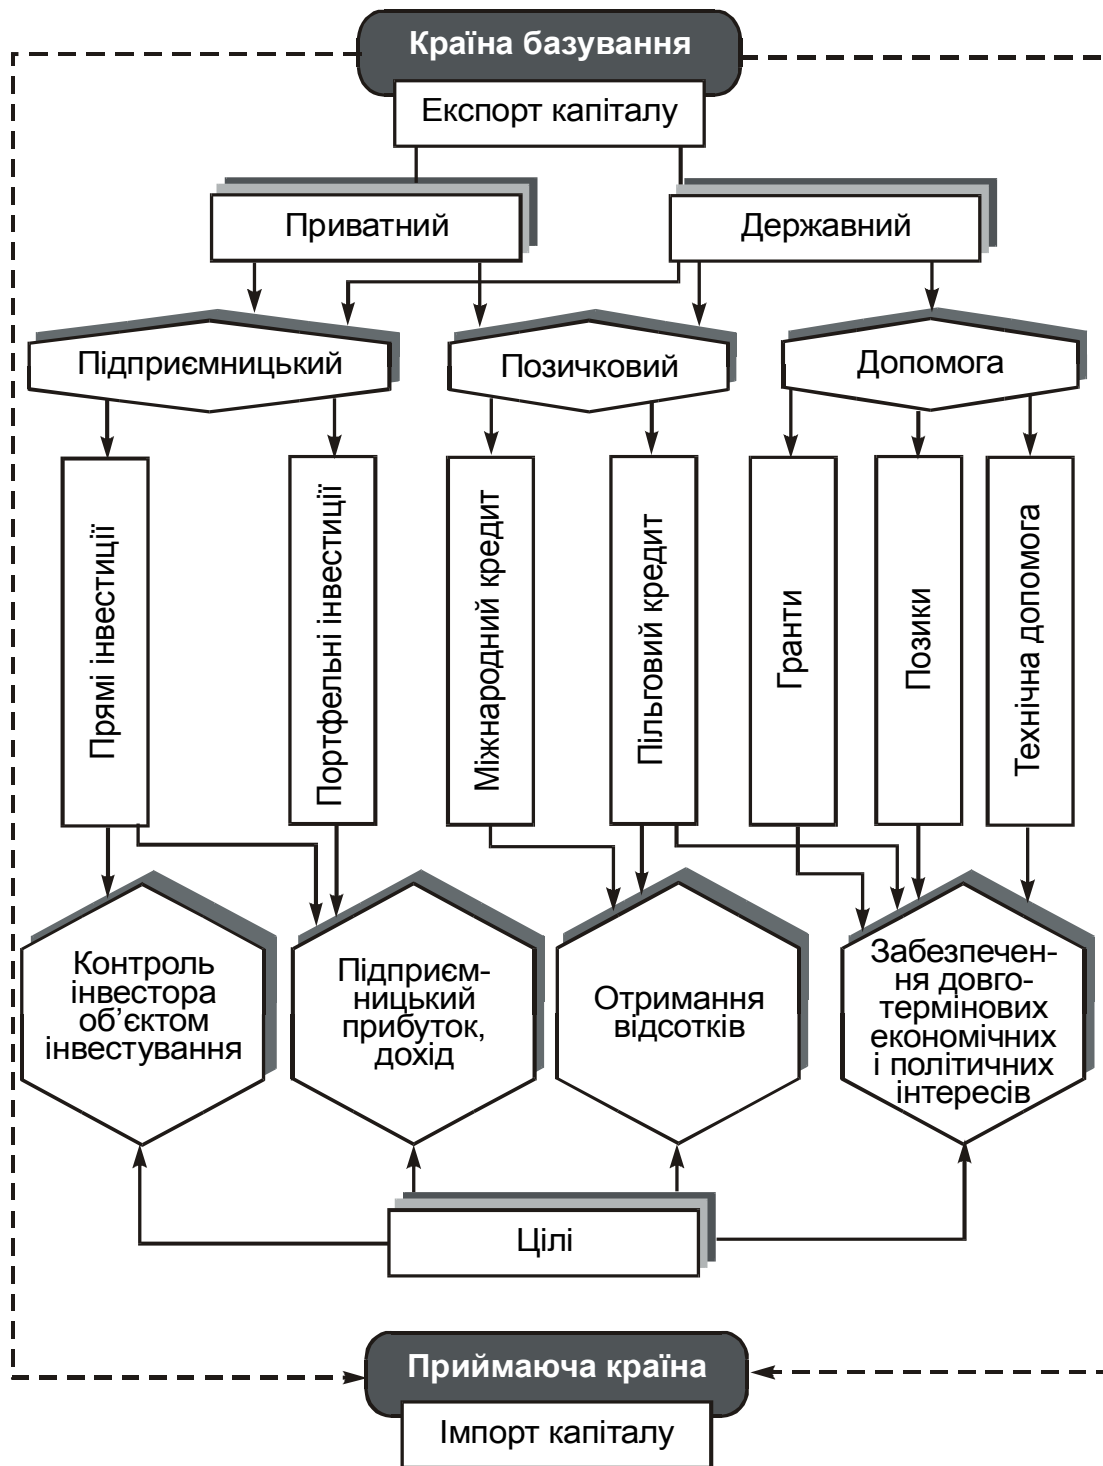 Країна базування
Експорт капіталу
Приватний
Державний
Підприємницький
Позичковий
Допомога
Прямі інвестиції
Портфельні інвестиції
Міжнародний кредит
Пільговий кредит
Гранти
Позики
Технічна допомога
Контроль
інвестора
об’єктом
інвестування
Підприєм-
ницький
прибуток,
дохід
Отримання
відсотків
Забезпечен-
ня довго-
термінових
економічних
і політичних
інтересів
Цілі
Приймаюча країна
Імпорт капіталу